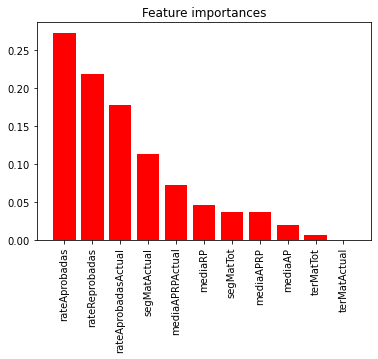 Feature importances
0.25
0.20
0.15
0.10
0.05
0.00
rateAprobadas
rateReprobadas
rateAprobadasActual
segMatActual
mediaAPRPActual
mediaRP
segMatTot
mediaAPRP
mediaAP
terMatTot
terMatActual